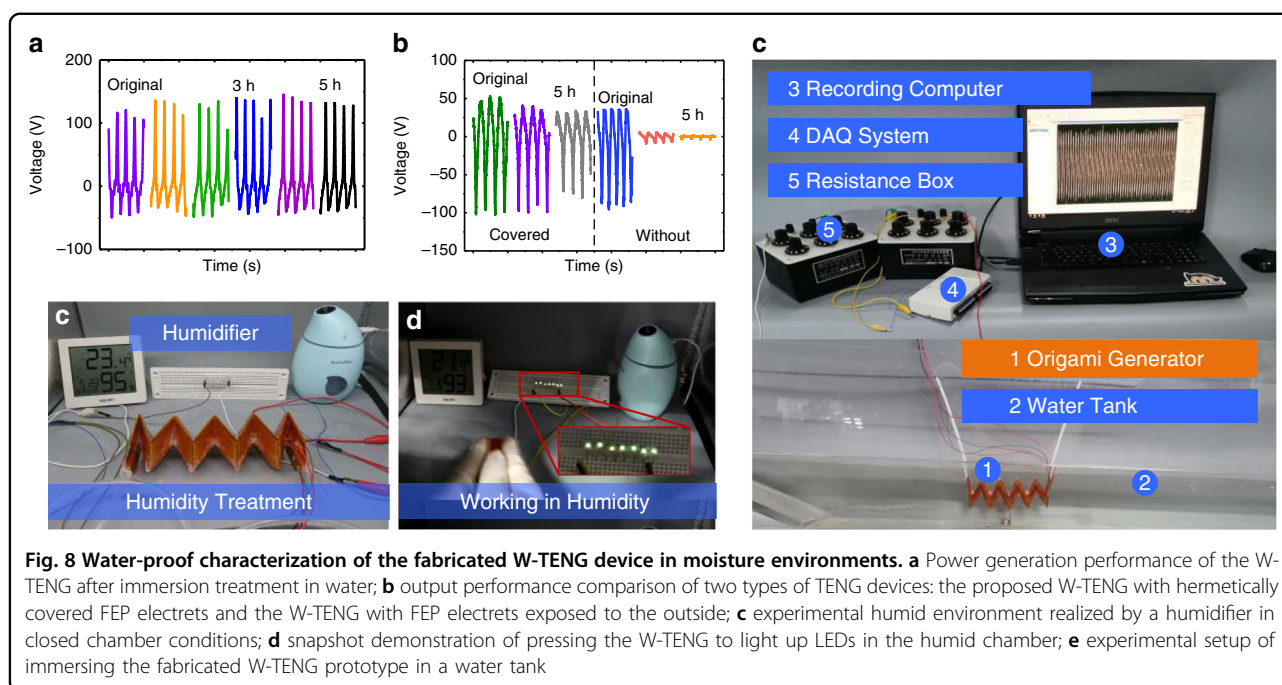 a
200
Original
3 h
5 h
100
0
−100
Voltage (V)
Time (s)
b
100
Original
5 h
Original
50
5 h
0
−50
−100
−150
Voltage (V)
Covered
Without
Time (s)
c
3 Recording Computer
4 DAQ System
5 Resistance Box
5
4
3
1 Origami Generator
2 Water Tank
1
2
c
Humidifier
23.4°C
95%
Humidifier
Humidity Treatment
d
21.9
93
Working in Humidity
Fig. 8 Water-proof characterization of the fabricated W-TENG device in moisture environments. a Power generation performance of the W-
TENG after immersion treatment in water; b output performance comparison of two types of TENG devices: the proposed W-TENG with hermetically
covered FEP electrets and the W-TENG with FEP electrets exposed to the outside; c experimental humid environment realized by a humidifier in
closed chamber conditions; d snapshot demonstration of pressing the W-TENG to light up LEDs in the humid chamber; e experimental setup of
immersing the fabricated W-TENG prototype in a water tank